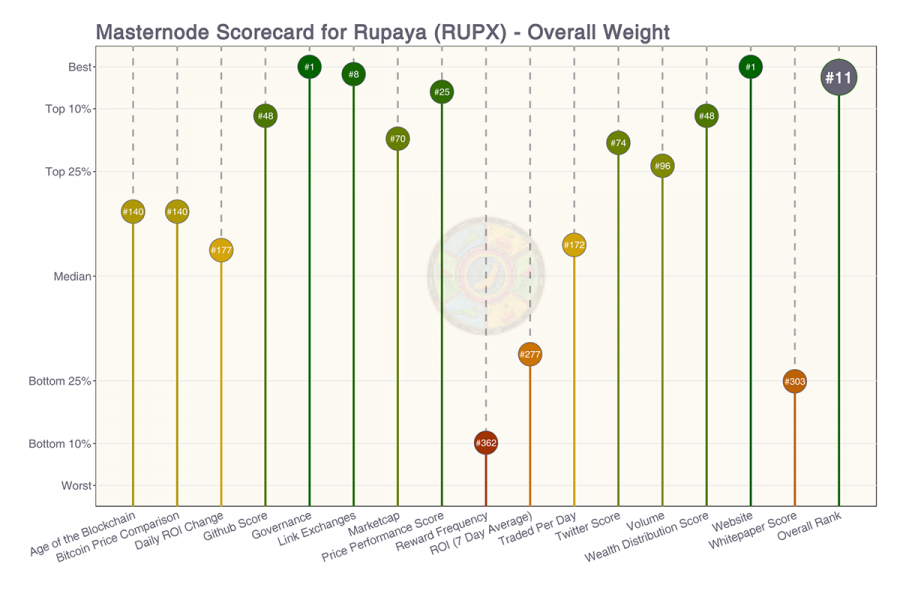 Masternode Scorecard for Rupaya (RUPX) - Overall Weight
Best
Top 10%
Top 25%
Median
Bottom 25%
Bottom 10%
Worst
#140
#140
#177
#48
#1
#8
#70
#25
#362
#277
#172
#74
#96
#48
#1
#303
#11
Age of the Blockchain
Bitcoin Price Comparison
Daily ROI Change
Github Score
Governance
Link Exchanges
Marketcap
Price Performance Score
Reward Frequency
ROI (7 Day Average)
Traded Per Day
Twitter Score
Volume
Wealth Distribution Score
Website
Whitepaper Score
Overall Rank